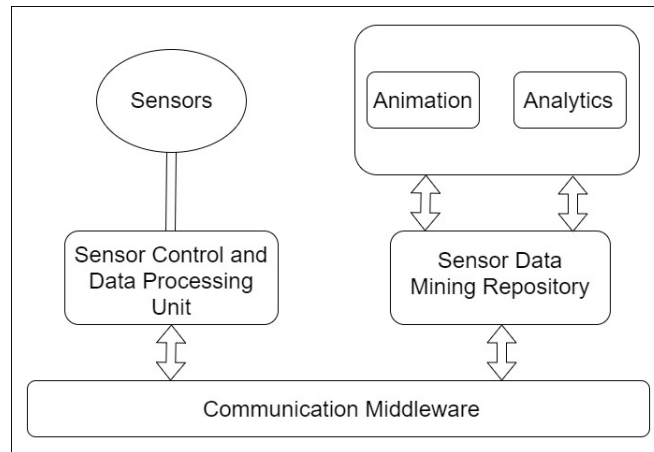 Sensors
Animation
Analytics
Sensor Control and
Data Processing
Unit
Sensor Data
Mining Repository
Communication Middleware